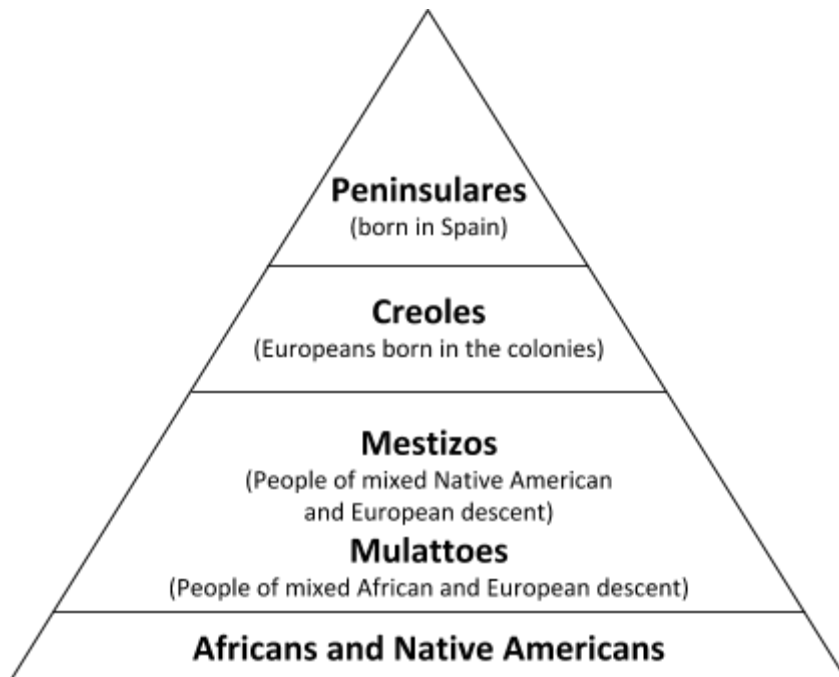 Peninsulares
(born in Spain)
Creoles
(Europeans born in the colonies)
Mestizos
(People of mixed Native American
and European descent)
Mulattoes
(People of mixed African and European descent)
Africans and Native Americans